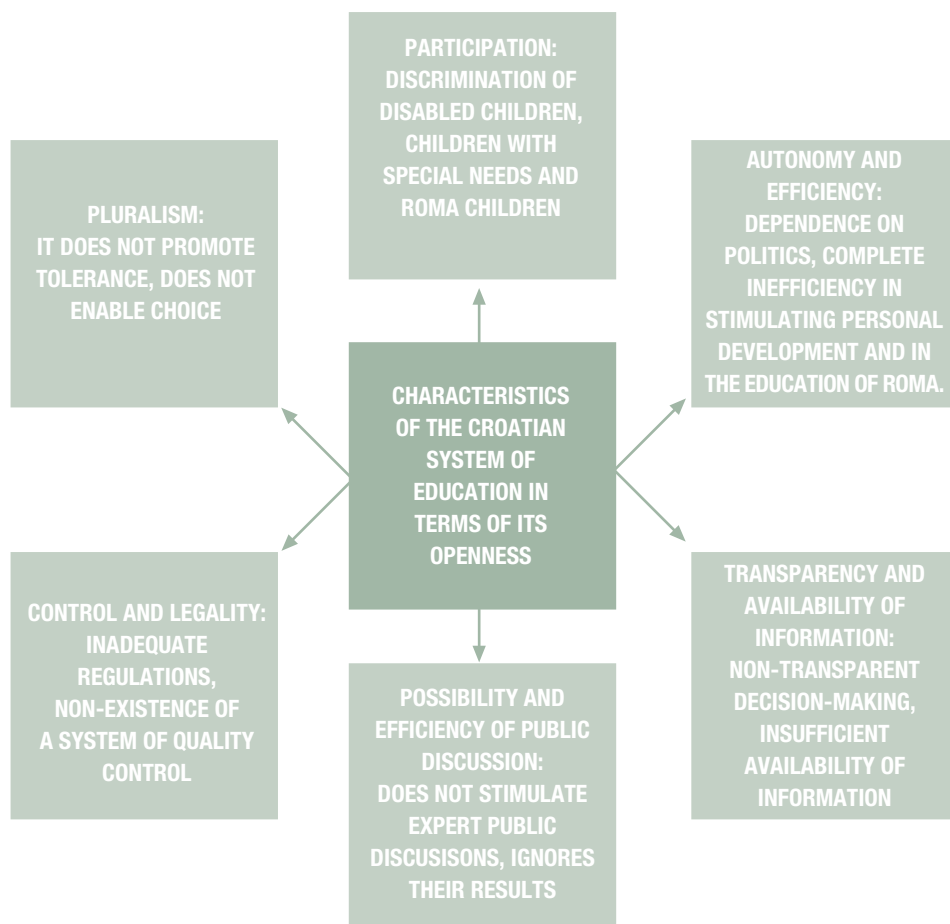 PARTICIPATION:
DISCRIMINATION OF
DISABLED CHILDREN,
CHILDREN WITH
SPECIAL NEEDS AND
ROMA CHILDREN
PLURALISM:
IT DOES NOT PROMOTE
TOLERANCE, DOES NOT
ENABLE CHOICE
AUTONOMY AND
EFFICIENCY:
DEPENDENCE ON
POLITICS, COMPLETE
INEFFICIENCY IN
STIMULATING PERSONAL
DEVELOPMENT AND IN
THE EDUCATION OF ROMA.
CHARACTERISTICS
OF THE CROATIAN
SYSTEM OF
EDUCATION IN
TERMS OF ITS
OPENNESS
CONTROL AND LEGALITY:
INADEQUATE
REGULATIONS,
NON-EXISTENCE OF
A SYSTEM OF QUALITY
CONTROL
POSSIBILITY AND
EFFICIENCY OF PUBLIC
DISCUSSION:
DOES NOT STIMULATE
EXPERT PUBLIC
DISCUSISONS, IGNORES
THEIR RESULTS
TRANSPARENCY AND
AVAILABILITY OF
INFORMATION:
NON-TRANSPARENT
DECISION-MAKING,
INSUFFICIENT
AVAILABILITY OF
INFORMATION